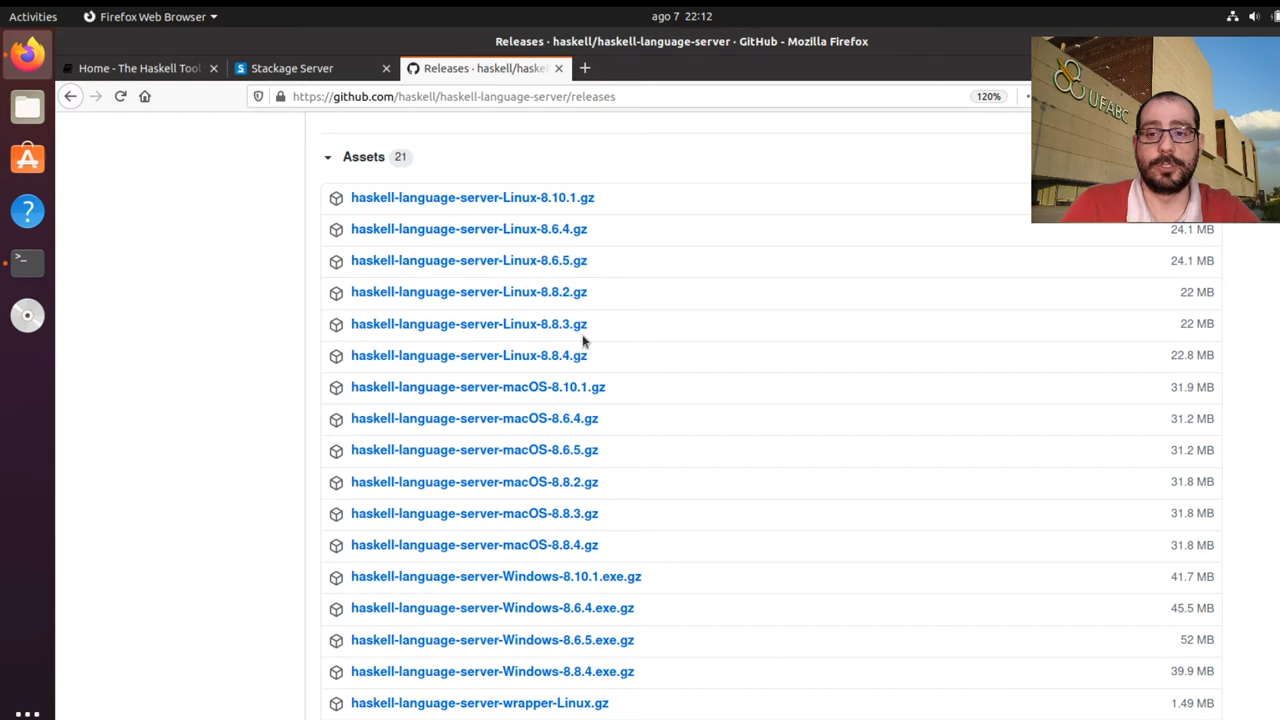 Activities
Firefox Web Browser
ago 7 22:12
Releases · haskell/haskell-language-server · GitHub - Mozilla Firefox
Home - The Haskell Tool
S Stackage Server
Releases · haskell/haskel
https://github.com/haskell/haskell-language-server/releases
120%
UFABC
Assets 21
haskell-language-server-Linux-8.10.1.gz
haskell-language-server-Linux-8.6.4.gz 24.1 MB
haskell-language-server-Linux-8.6.5.gz 24.1 MB
haskell-language-server-Linux-8.8.2.gz 22 MB
haskell-language-server-Linux-8.8.3.gz 22 MB
haskell-language-server-Linux-8.8.4.gz 22.8 MB
haskell-language-server-macOS-8.10.1.gz 31.9 MB
haskell-language-server-macOS-8.6.4.gz 31.2 MB
haskell-language-server-macOS-8.6.5.gz 31.2 MB
haskell-language-server-macOS-8.8.2.gz 31.8 MB
haskell-language-server-macOS-8.8.3.gz 31.8 MB
haskell-language-server-macOS-8.8.4.gz 31.8 MB
haskell-language-server-Windows-8.10.1.exe.gz 41.7 MB
haskell-language-server-Windows-8.6.4.exe.gz 45.5 MB
haskell-language-server-Windows-8.6.5.exe.gz 52 MB
haskell-language-server-Windows-8.8.4.exe.gz 39.9 MB
haskell-language-server-wrapper-Linux.gz 1.49 MB